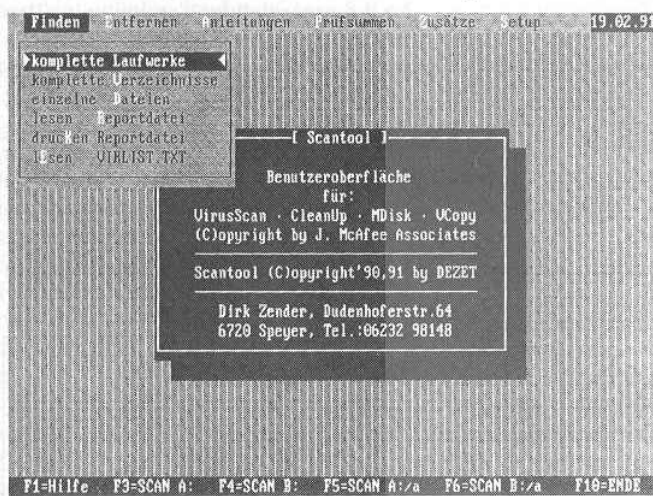 Finden Entfernen Anleitungen Prüfsummen Zusätze Setup 19.02.91
komplette Laufwerke
komplette Verzeichnisse
einzelne Dateien
lesen Reportdatei
drucken Reportdatei
lesen VIRLIST.TXT
[ Scantool ]
Benutzeroberfläche
für:
VirusScan · CleanUp · MDisk · VCopy
(C)opyright by J. McAfee Associates
Scantool (C)opyright'90,91 by DEZET
Dirk Zender, Dudenhoferstr.64
6720 Speyer, Tel.:06232 98148
F1=Hilfe F3=SCAN A: F4=SCAN B: F5=SCAN A:/a F6=SCAN B:/a F10=ENDE